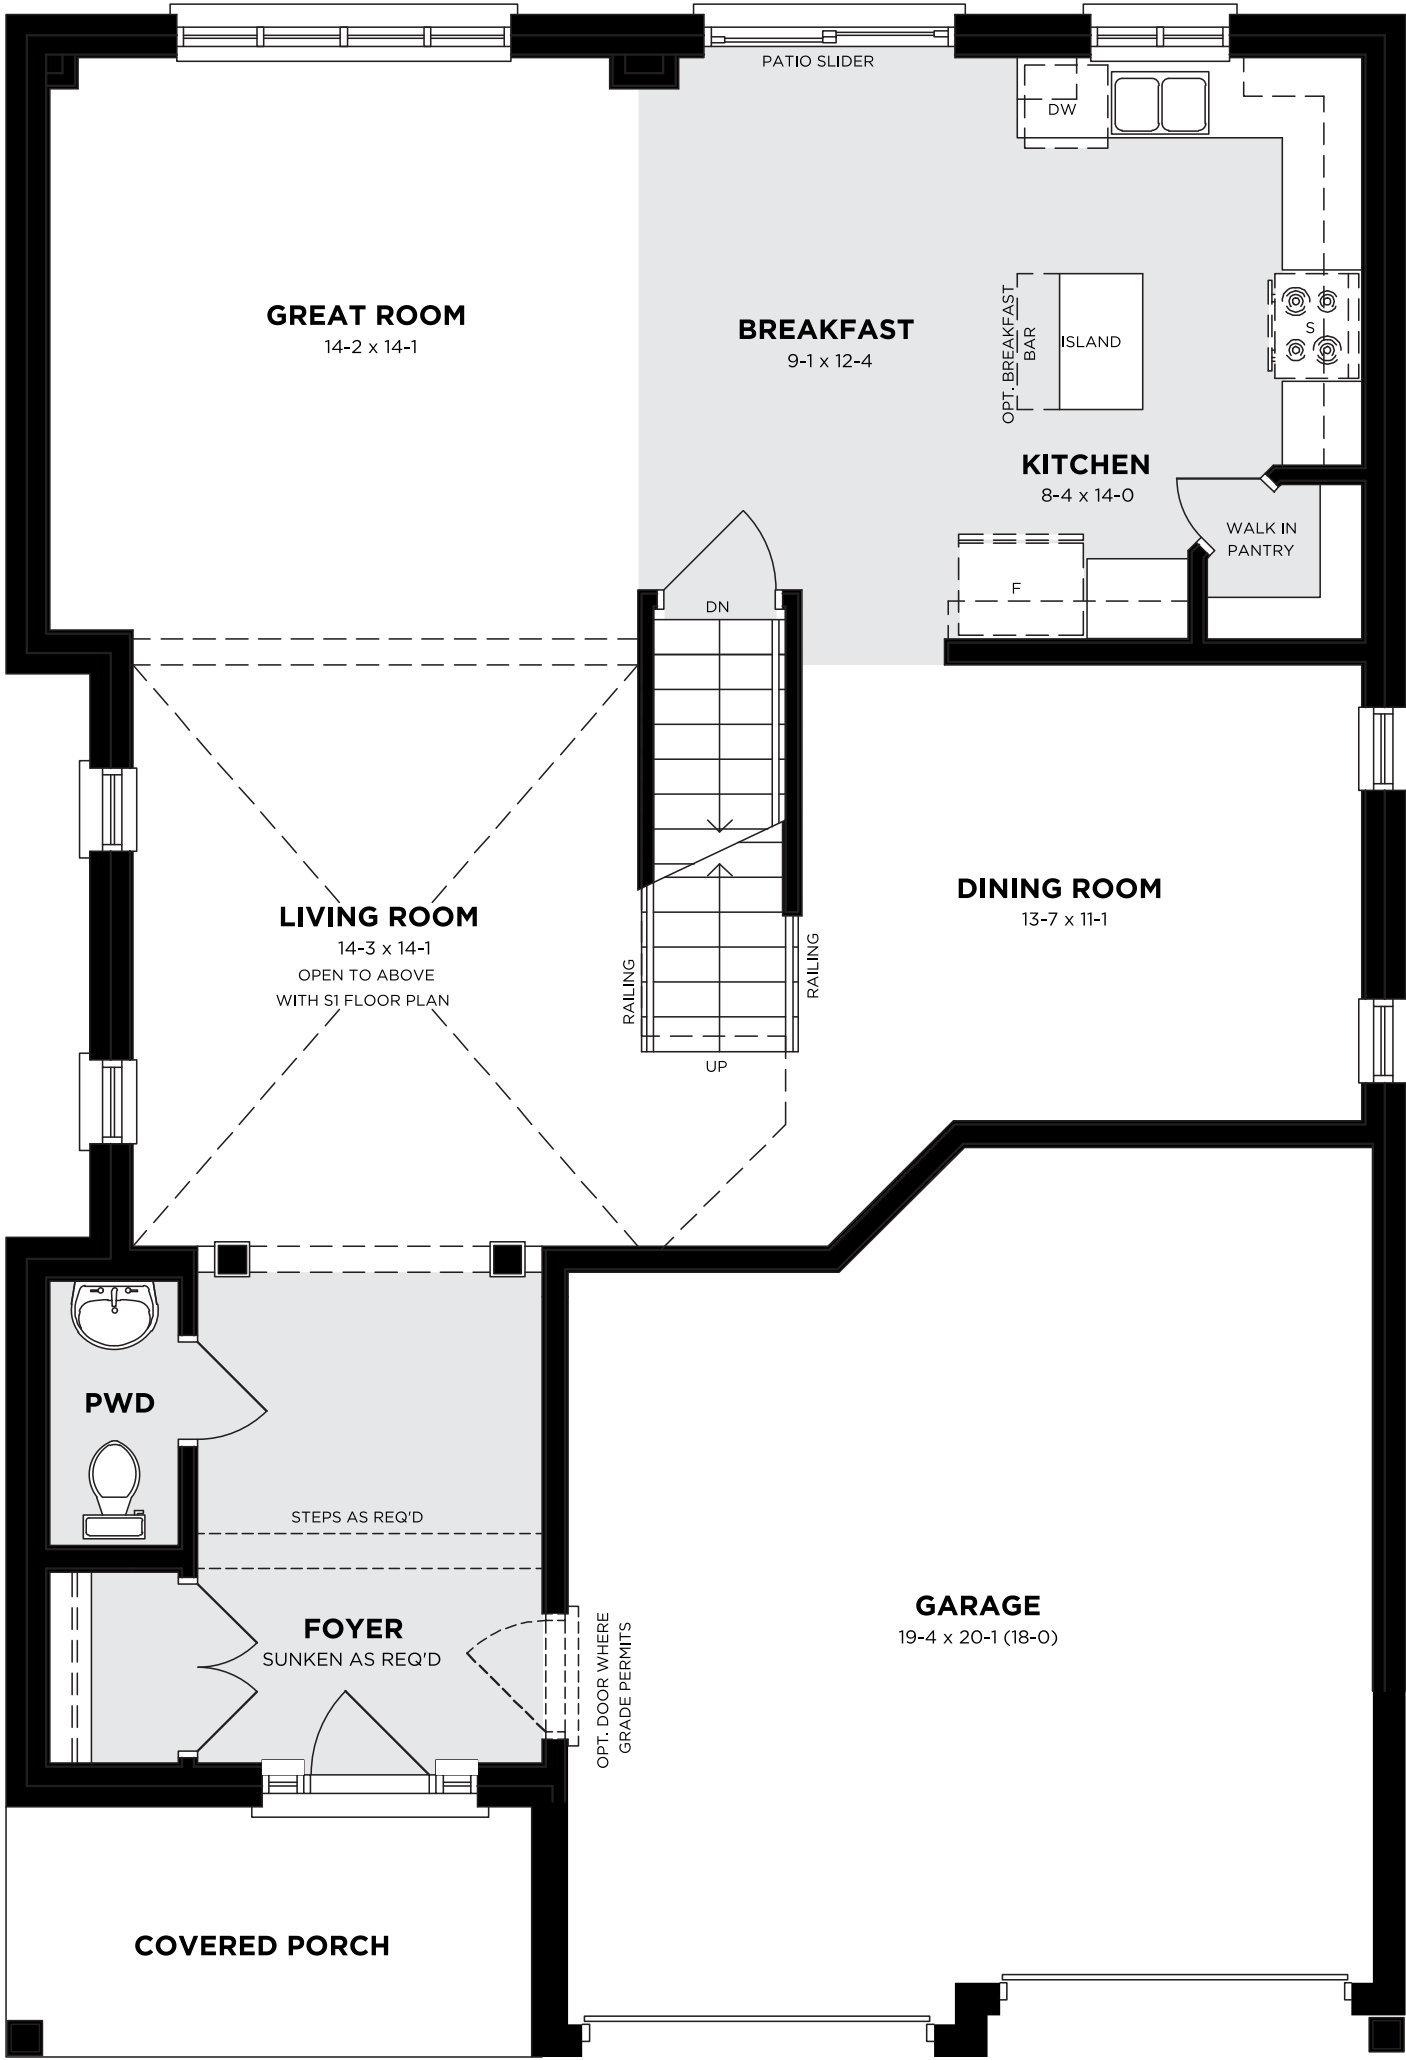 PATIO SLIDER
DW
GREAT ROOM
14-2 x 14-1
BREAKFAST
9-1 x 12-4
OPT. BREAKFAST
BAR
ISLAND
S
KITCHEN
8-4 x 14-0
WALK IN
PANTRY
F
DN
LIVING ROOM
14-3 x 14-1
OPEN TO ABOVE
WITH S1 FLOOR PLAN
DINING ROOM
13-7 x 11-1
RAILING
RAILING
UP
PWD
STEPS AS REQ'D
FOYER
SUNKEN AS REQ'D
OPT. DOOR WHERE
GRADE PERMITS
GARAGE
19-4 x 20-1 (18-0)
COVERED PORCH